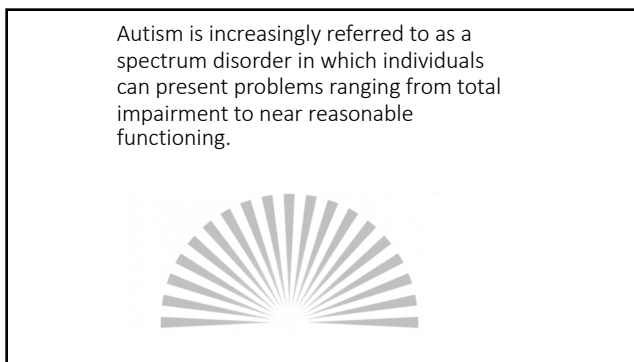 Autism is increasingly referred to as a
spectrum disorder in which individuals
can present problems ranging from total
impairment to near reasonable
functioning.